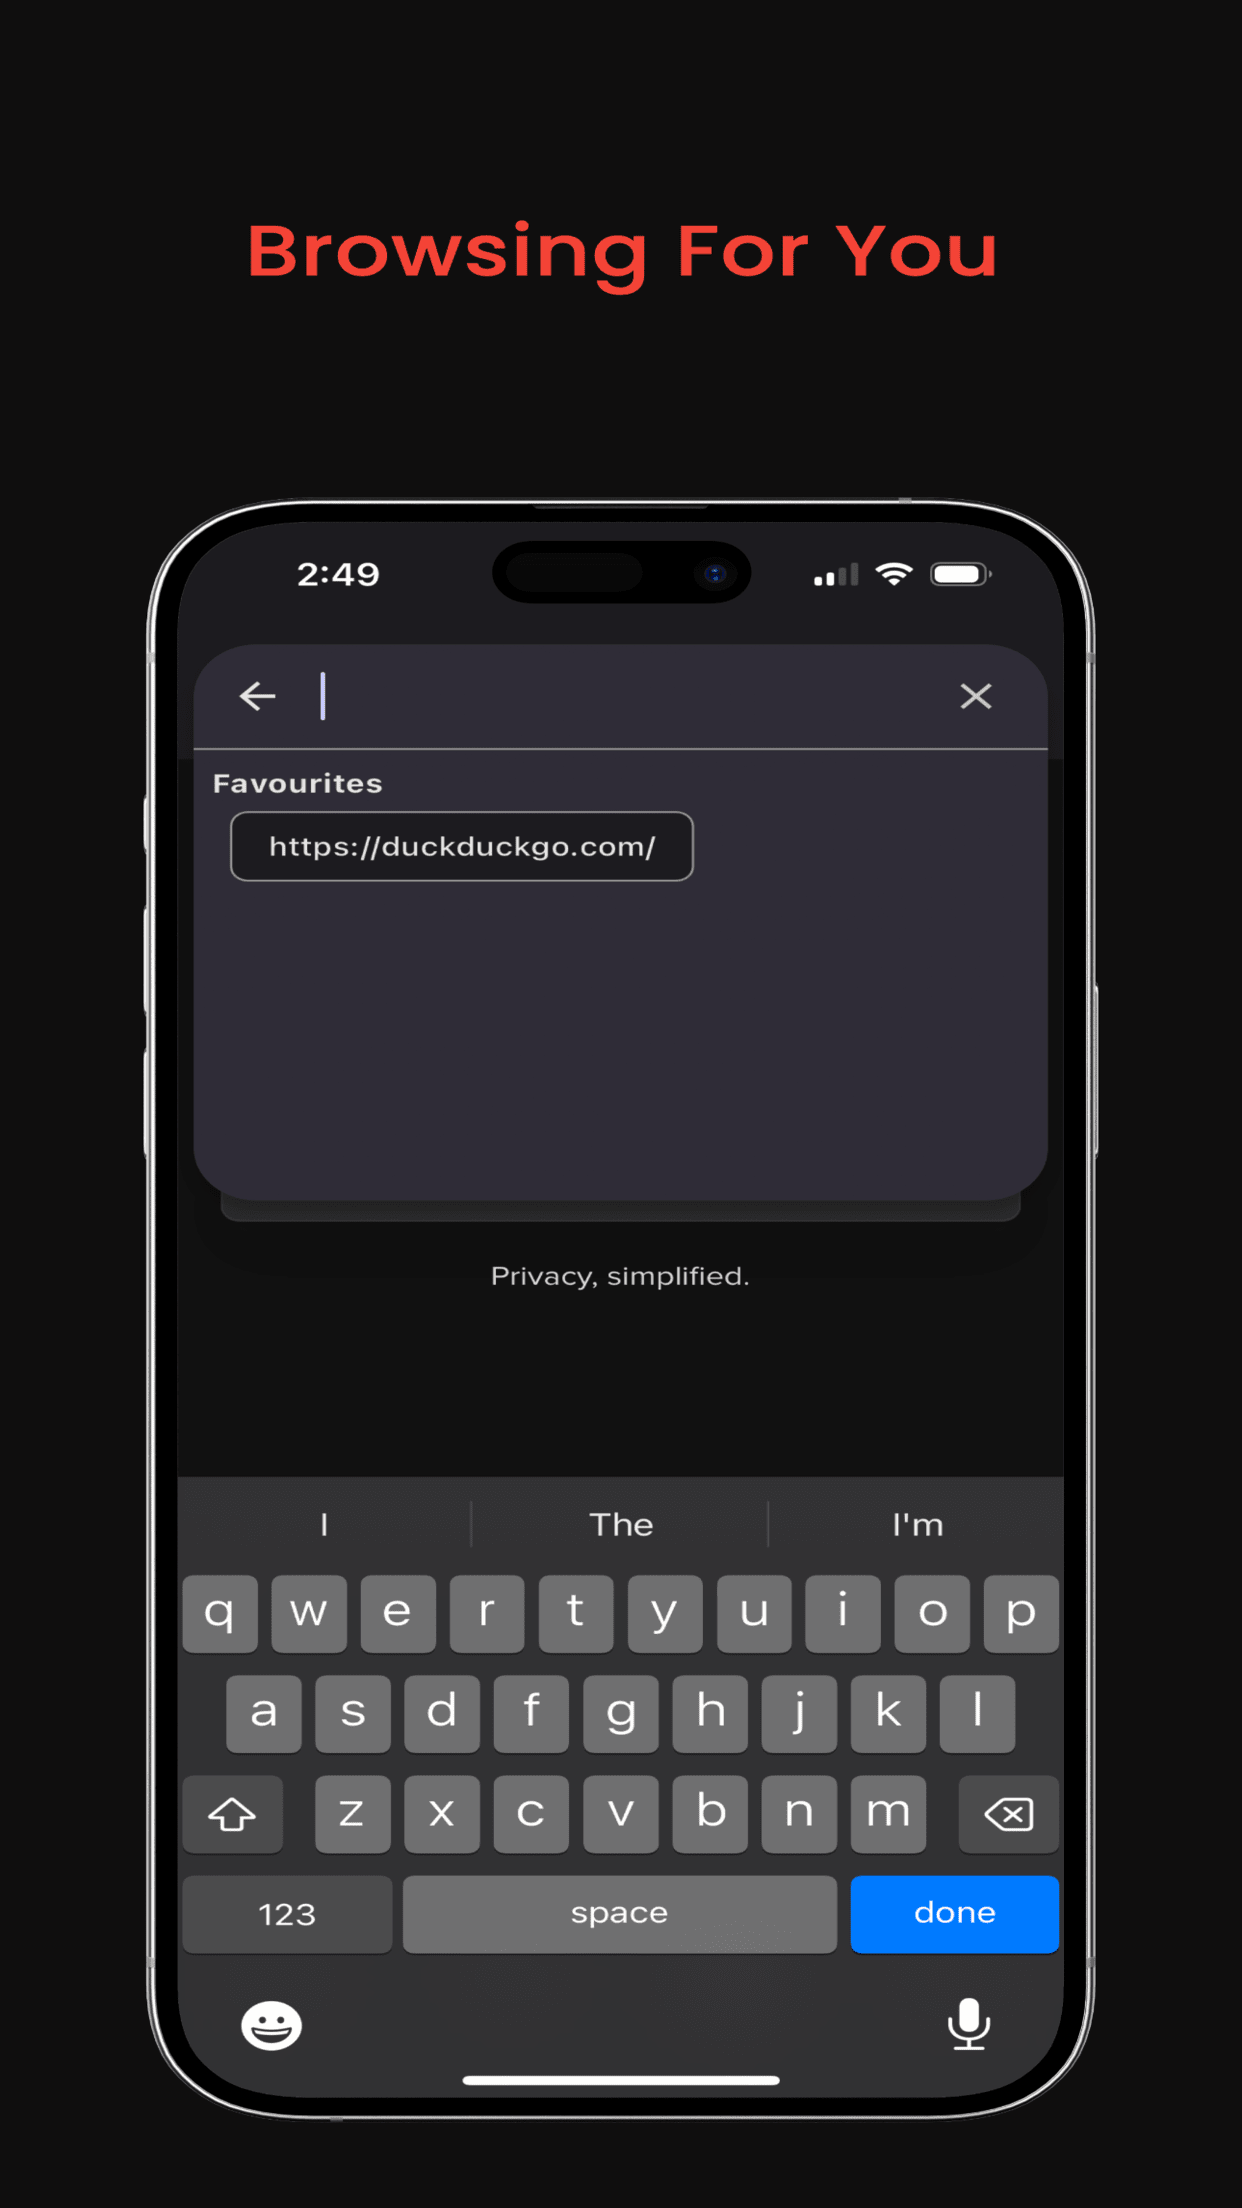 Browsing For You
2:49
Favourites
https://duckduckgo.com/
Privacy, simplified.
I The I'm
q w e r t y u i o p
a s d f g h j k l
z x c v b n m
123 space done